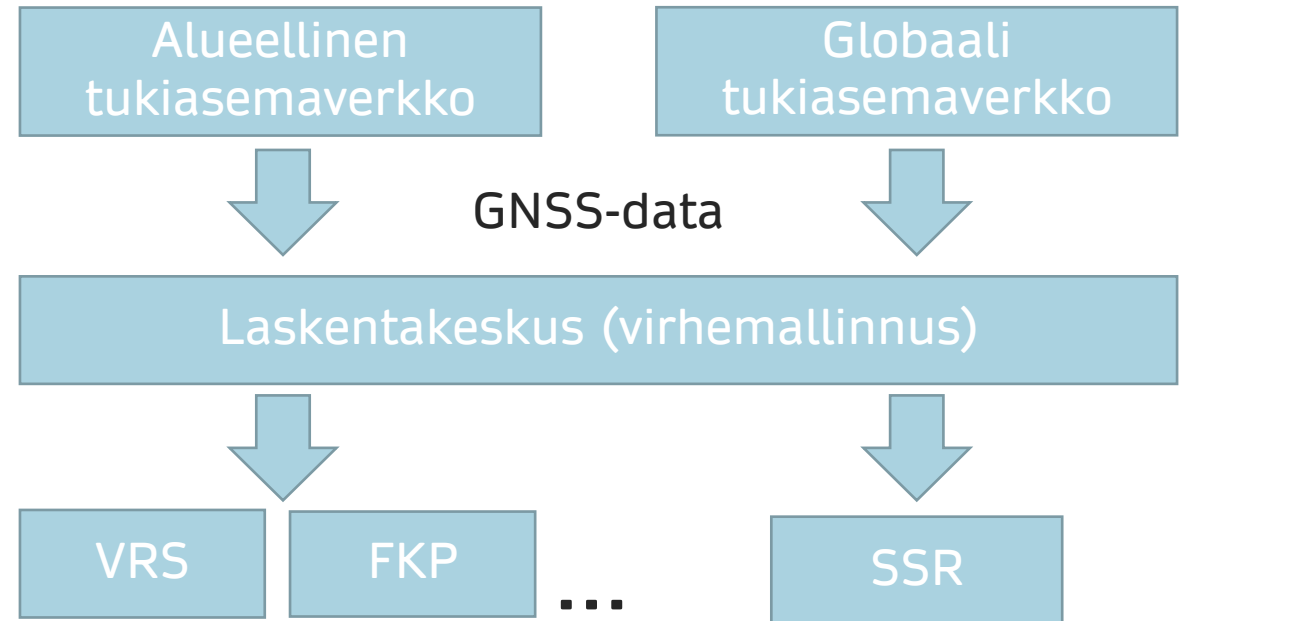 Alueellinen
tukiasemaverkko
Globaali
tukiasemaverkko
GNSS-data
Laskentakeskus (virhemallinnus)
VRS
FKP
...
SSR